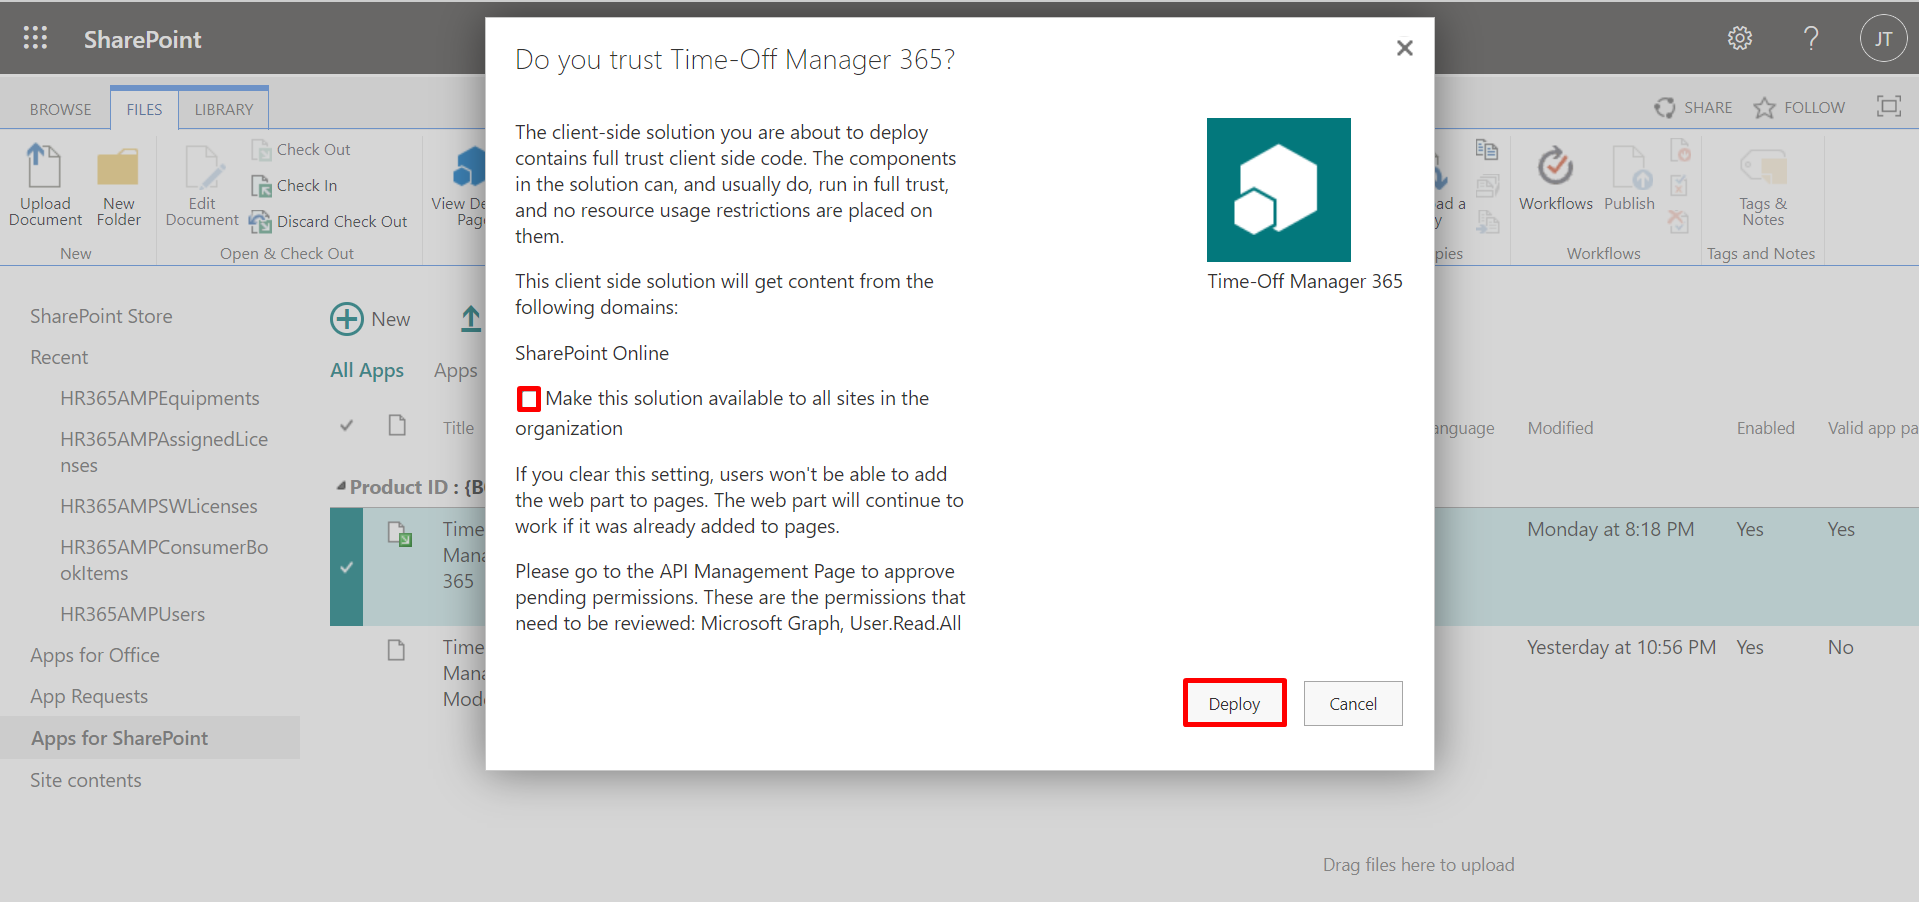 SharePoint
JT
BROWSE
FILES
LIBRARY
SHARE
FOLLOW
Upload
Document
New
Folder
New
Edit
Document
Check Out
Check In
Discard Check Out
Open & Check Out
View
Workflows
Publish
Workflows
Tags &
Notes
Tags and Notes
SharePoint Store
Recent
HR365AMPEquipments
HR365AMPAssignedLice
nses
HR365AMPSWLicenses
HR365AMPConsumerBo
okItems
HR365AMPUsers
Apps for Office
App Requests
Apps for SharePoint
Site contents
New
All Apps
Apps
Title
Modified
Enabled
Valid app pa
Product ID : {B
Time
Mana
365
Monday at 8:18 PM
Yes
Yes
Time
Mana
Mode
Yesterday at 10:56 PM
Yes
No
Drag files here to upload
Do you trust Time-Off Manager 365?
The client-side solution you are about to deploy
contains full trust client side code. The components
in the solution can, and usually do, run in full trust,
and no resource usage restrictions are placed on
them.
This client side solution will get content from the
following domains:
SharePoint Online
Make this solution available to all sites in the
organization
If you clear this setting, users won't be able to add
the web part to pages. The web part will continue to
work if it was already added to pages.
Please go to the API Management Page to approve
pending permissions. These are the permissions that
need to be reviewed: Microsoft Graph, User.Read.All
Time-Off Manager 365
Deploy
Cancel